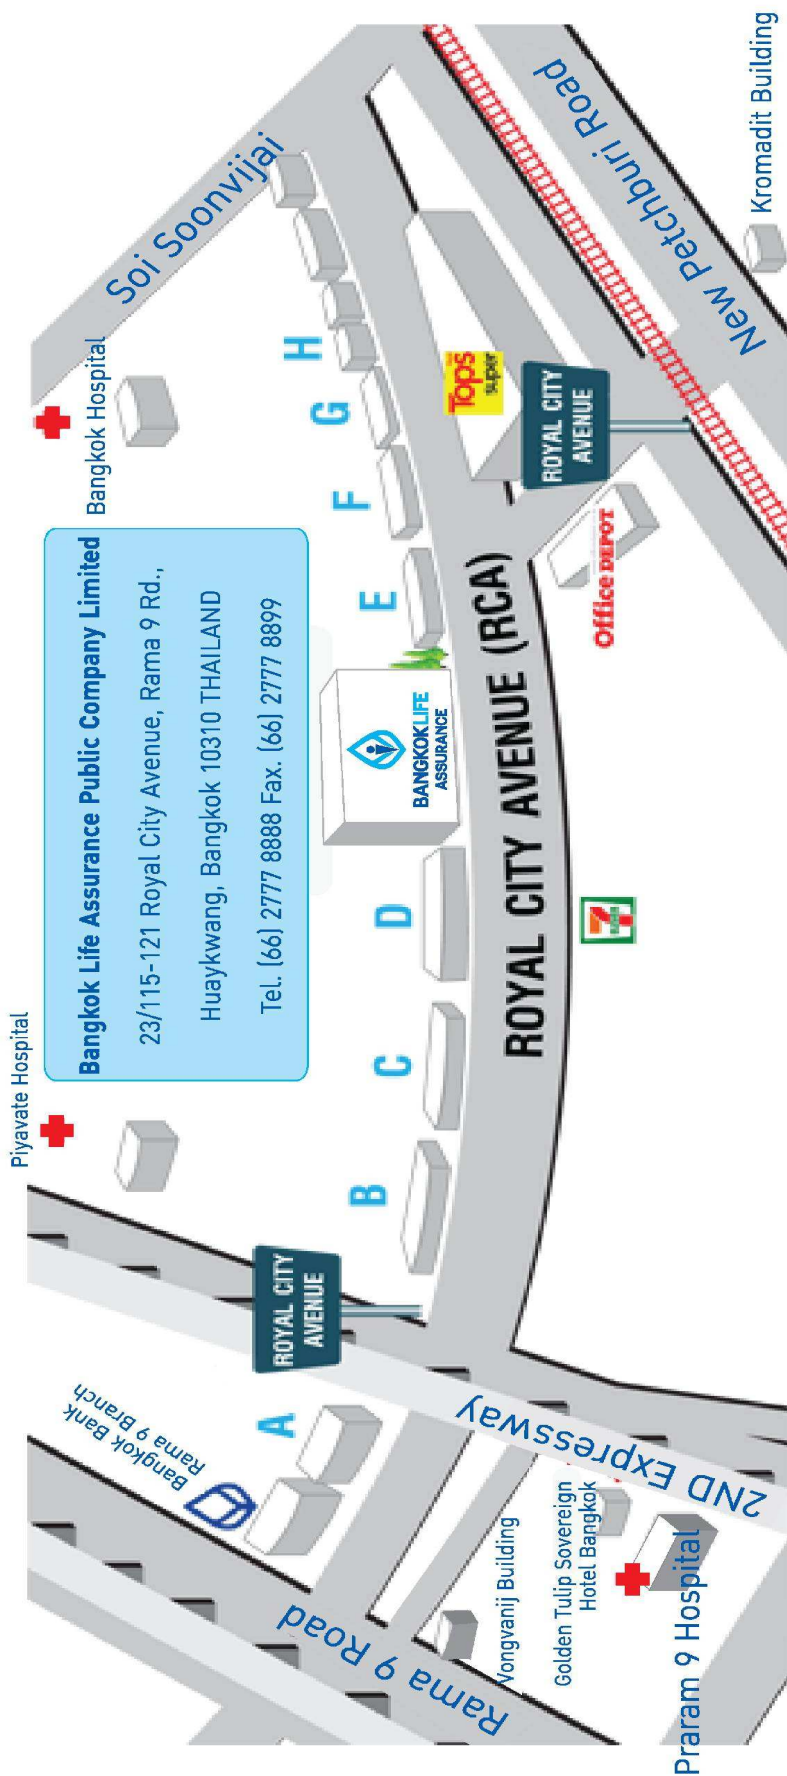 Piyavate Hospital
Bangkok Hospital
Soi Soonvijai
Bangkok Life Assurance Public Company Limited
23/115-121 Royal City Avenue, Rama 9 Rd.,
Huaykwang, Bangkok 10310 THAILAND
Tel. (66) 2777 8888 Fax. (66) 2777 8899
Bangkok Bank
Rama 9 Branch
A
ROYAL CITY
AVENUE
B
C
D
BANGKOK LIFE
ASSURANCE
E
F
G
H
Tops
super
ROYAL CITY
AVENUE
ROYAL CITY AVENUE (RCA)
Office DEPOT
7
New Petchburi Road
Kromadit Building
Rama 9 Road
2ND Expressway
Vongvanij Building
Golden Tulip Sovereign
Hotel Bangkok
Praram 9 Hospital